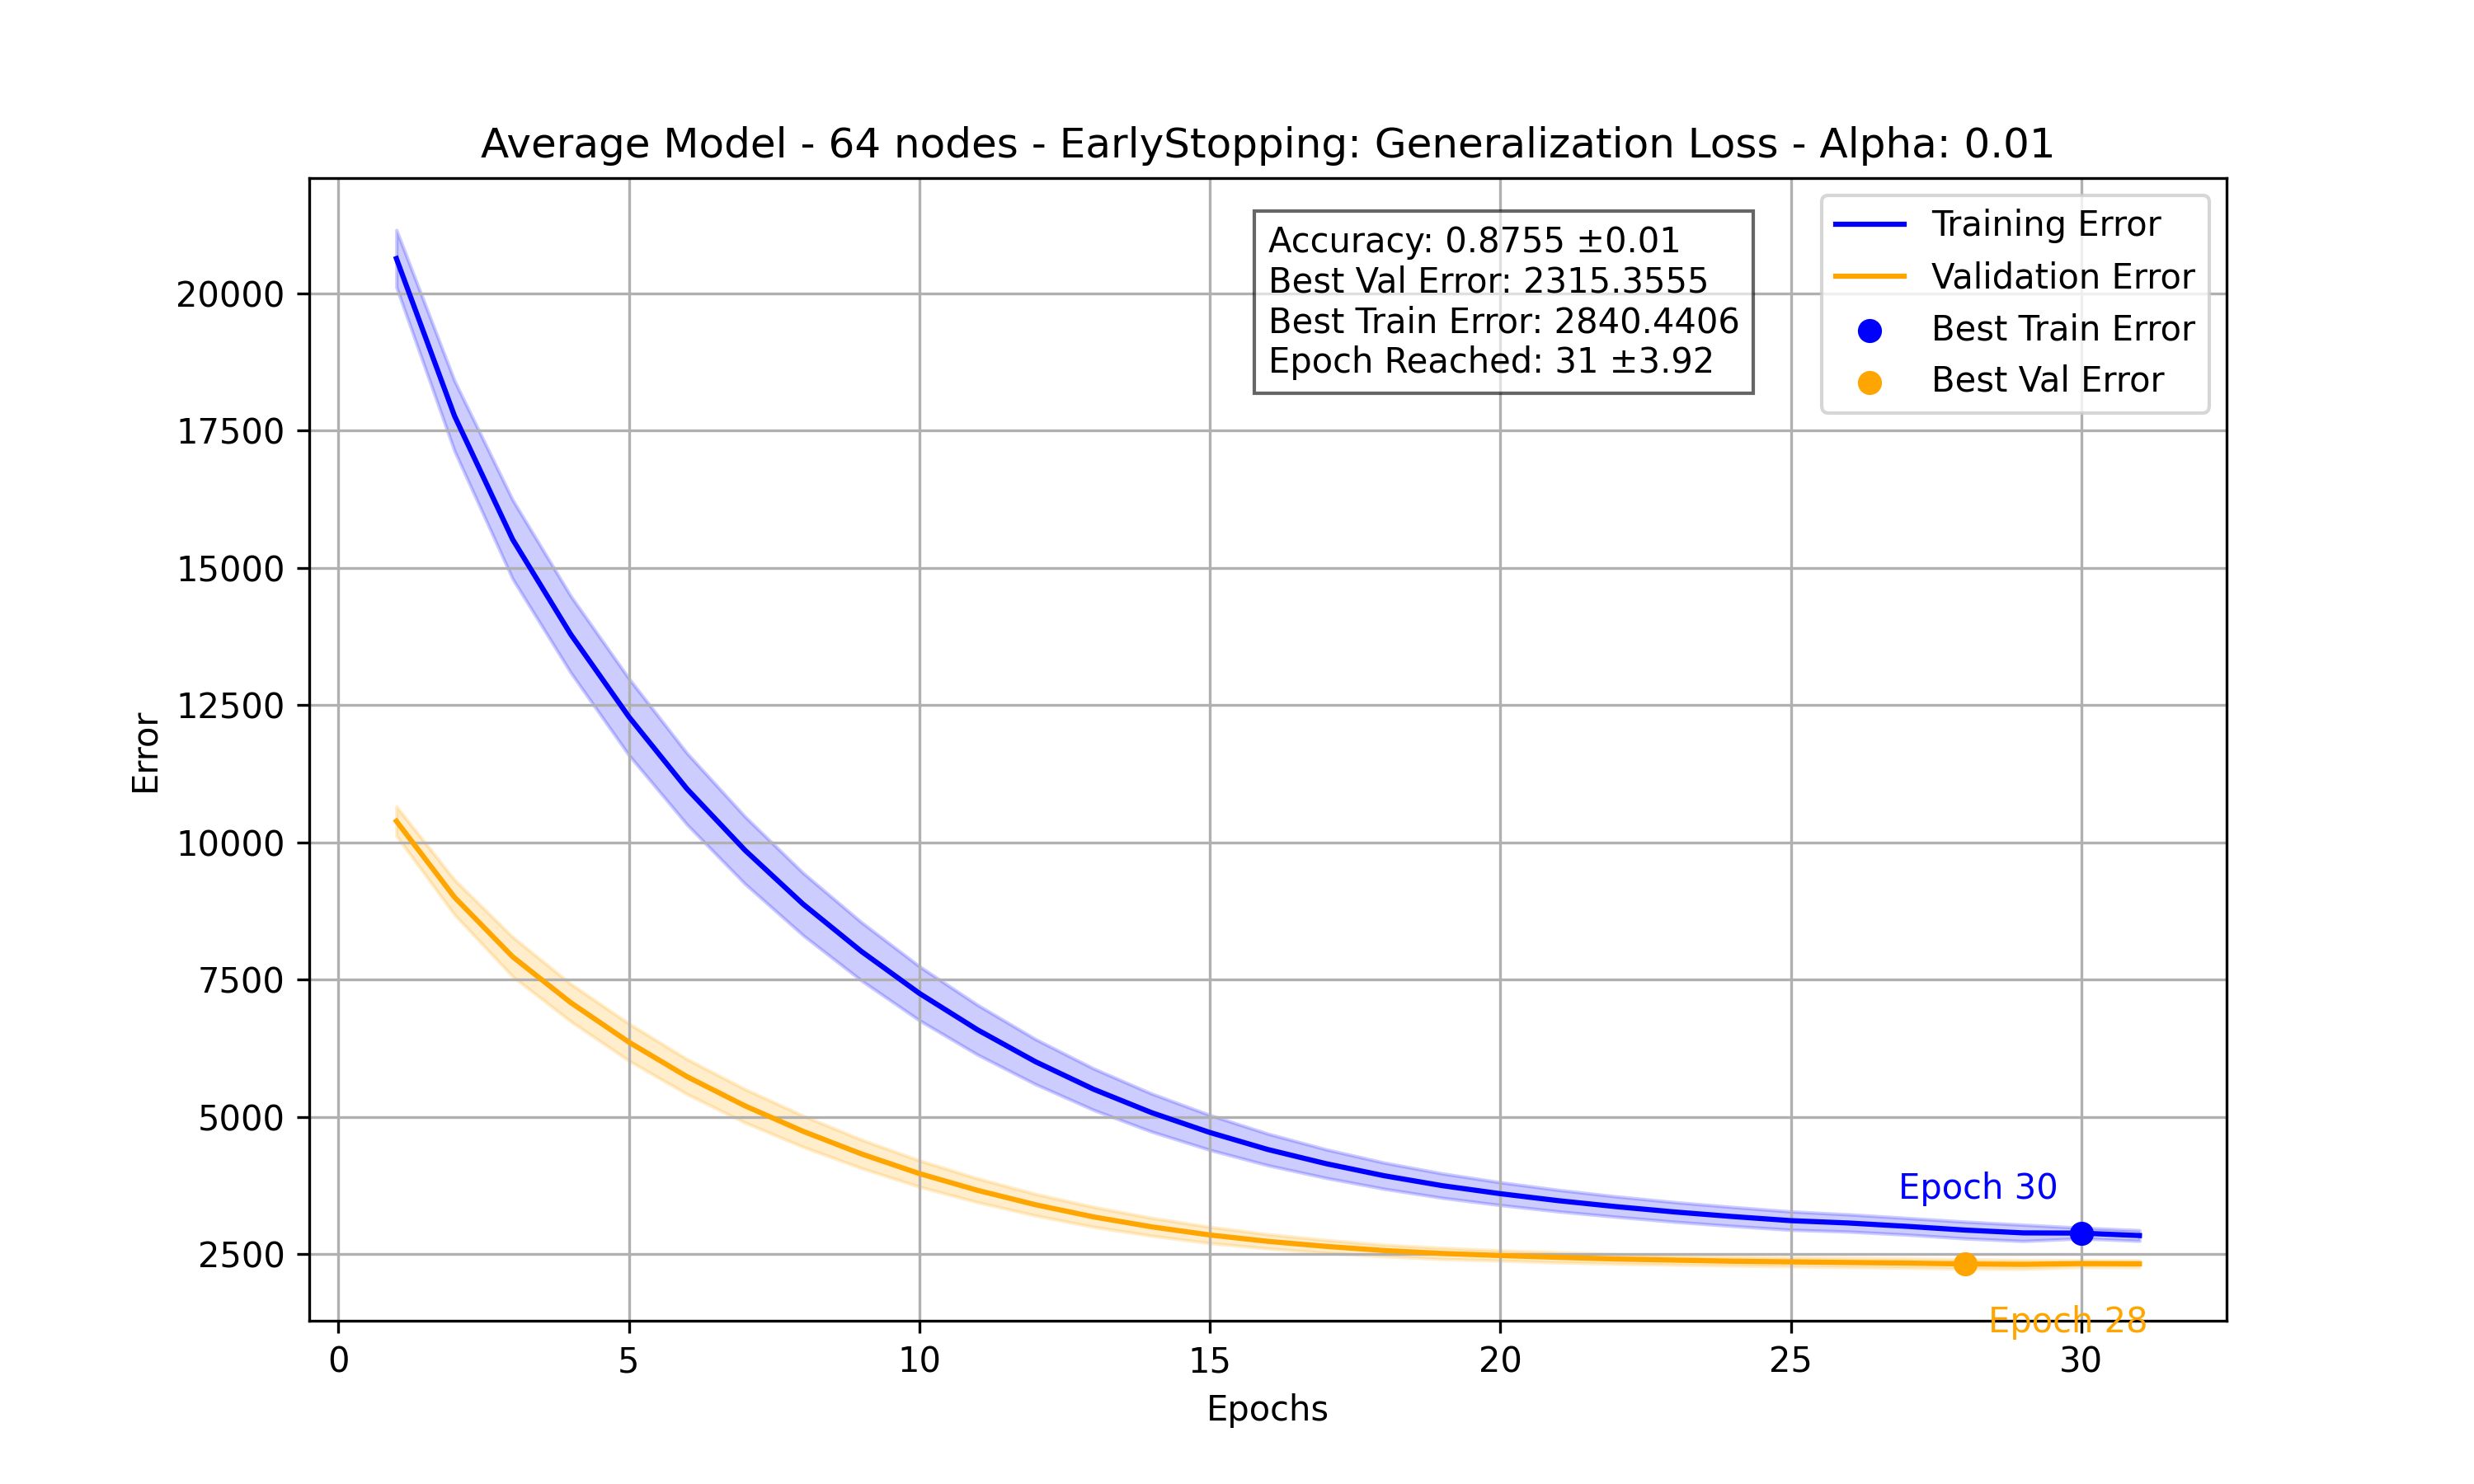 Average Model - 64 nodes - EarlyStopping: Generalization Loss - Alpha: 0.01
Accuracy: 0.8755 ±0.01
Best Val Error: 2315.3555
Best Train Error: 2840.4406
Epoch Reached: 31 ±3.92
Training Error
Validation Error
Best Train Error
Best Val Error
Error
20000
17500
15000
12500
10000
7500
5000
2500
Epoch 30
Epoch 28
0 5 10 15 20 25 30
Epochs